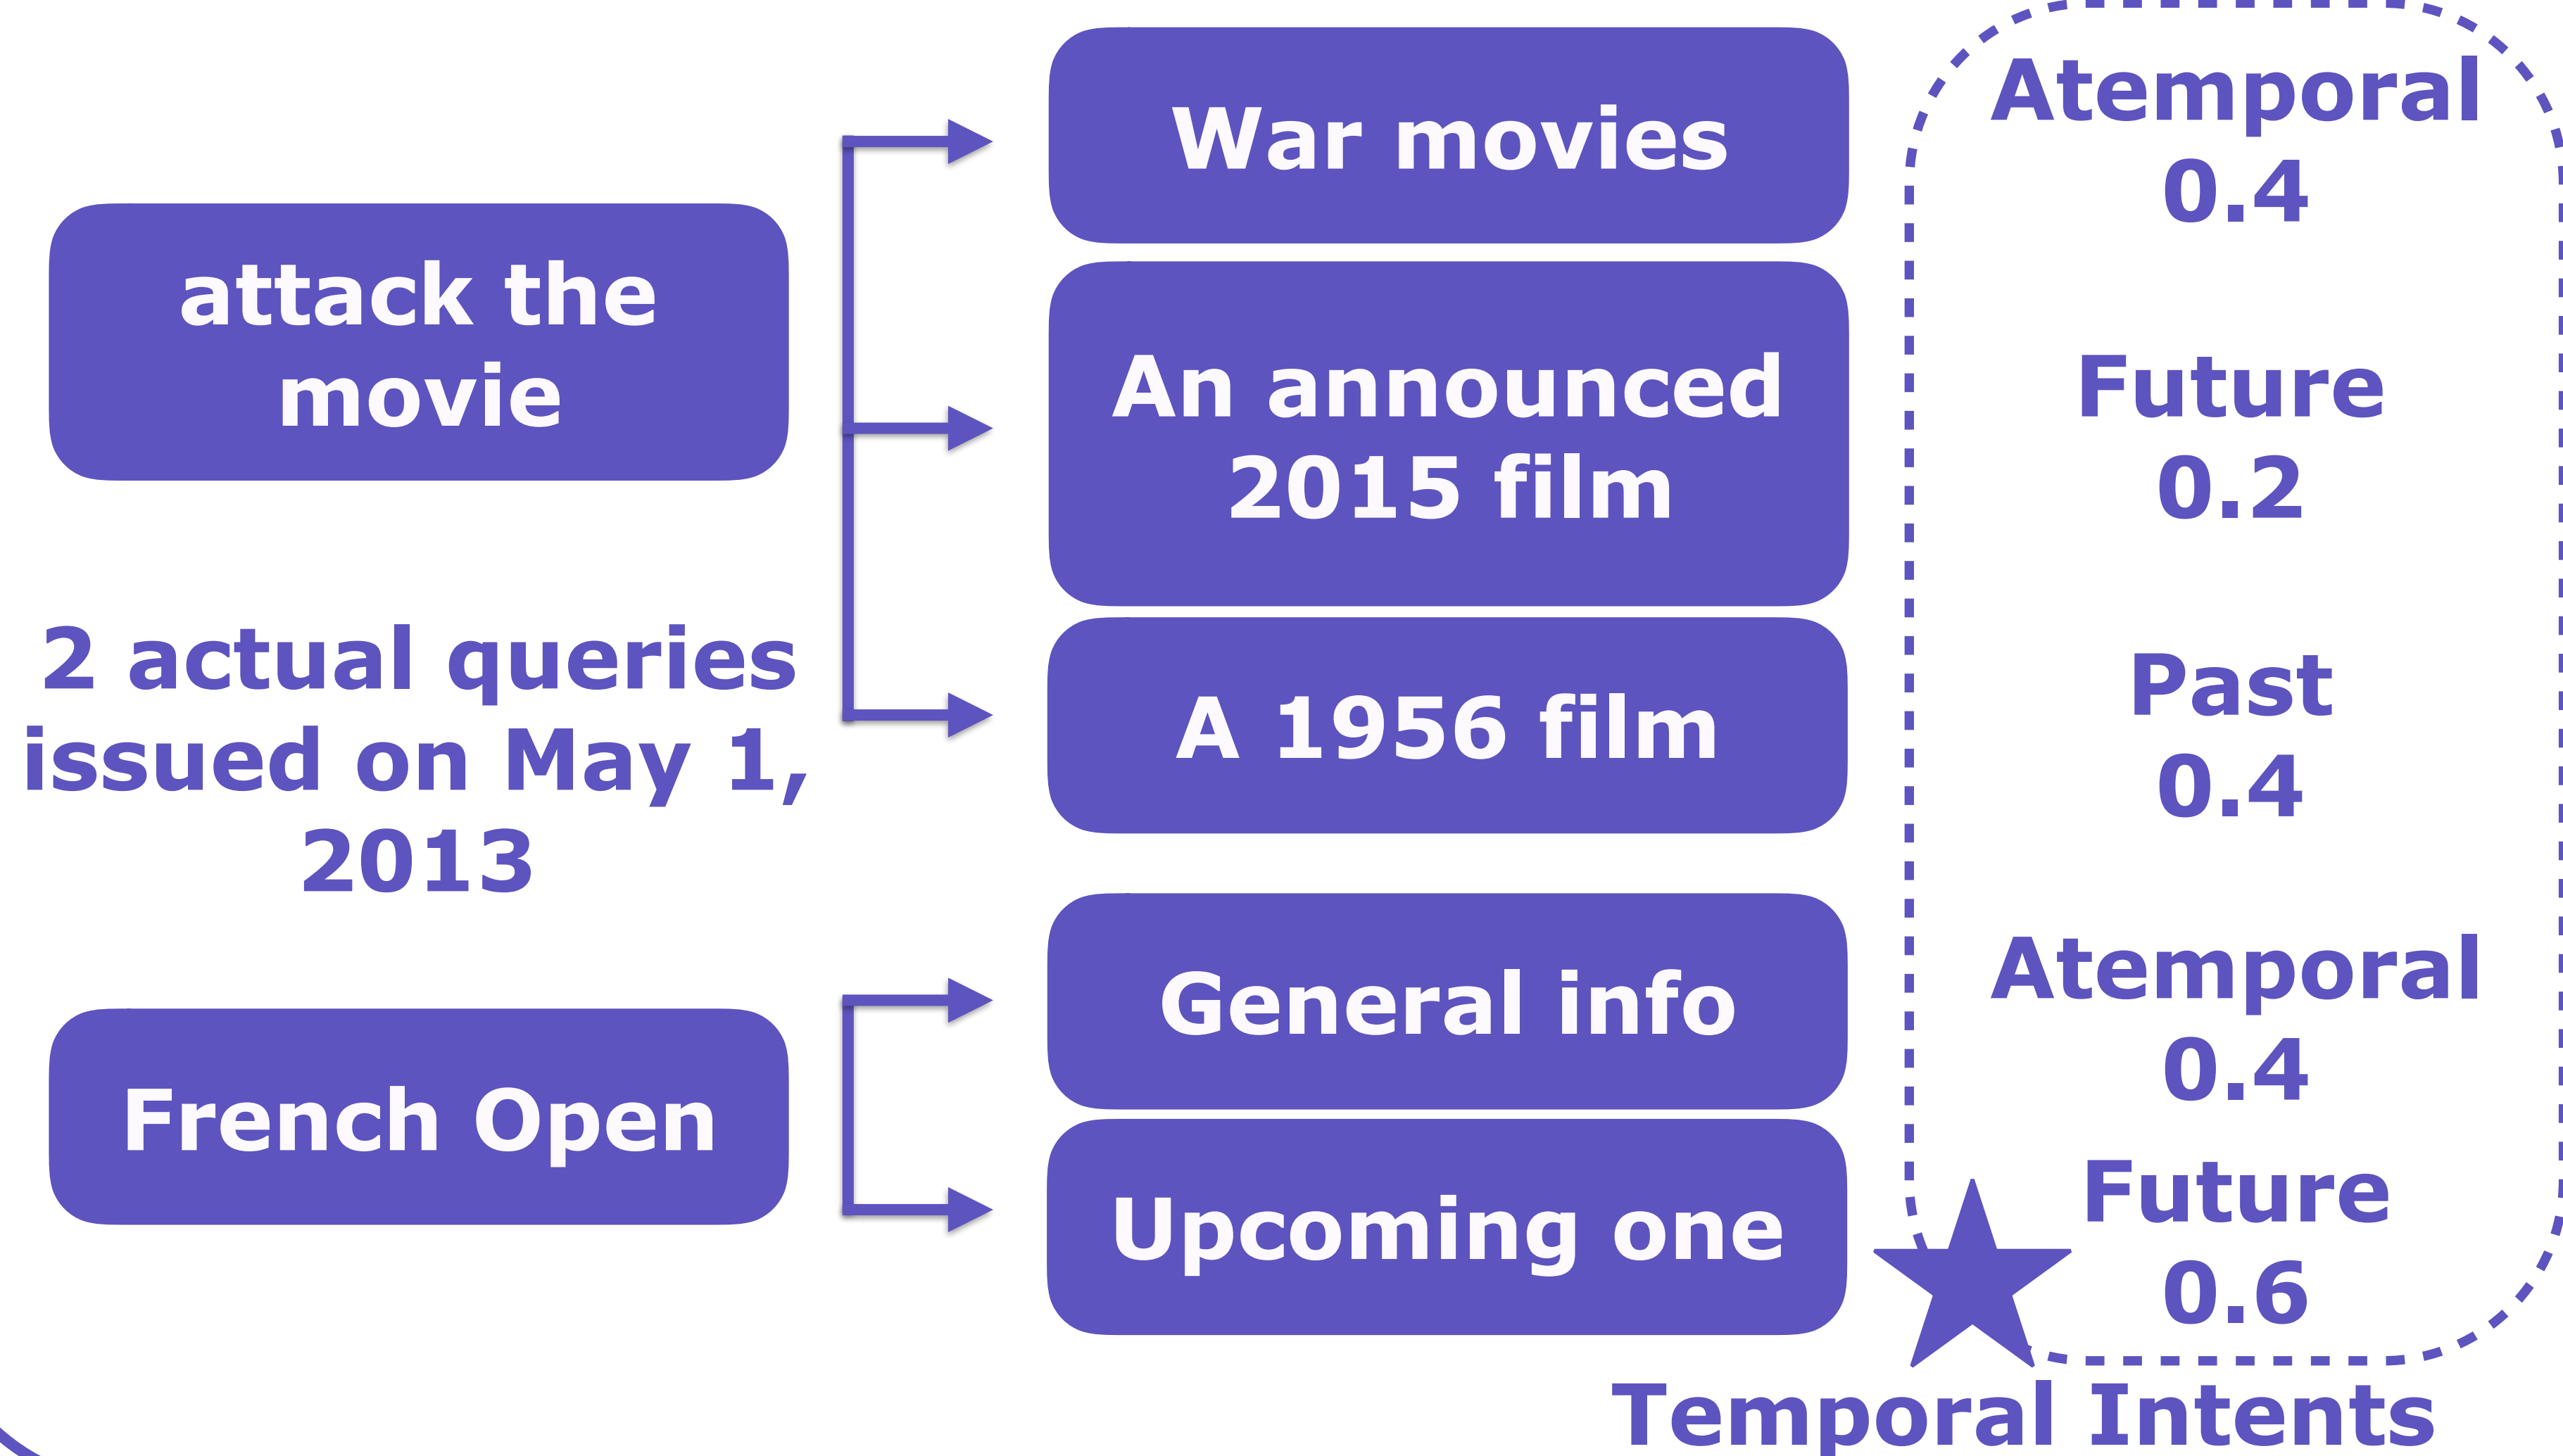 attack the
movie
2 actual queries
issued on May 1,
2013
French Open
War movies
An announced
2015 film
A 1956 film
General info
Upcoming one
Atemporal
0.4
Future
0.2
Past
0.4
Atemporal
0.4
Future
0.6
Temporal Intents